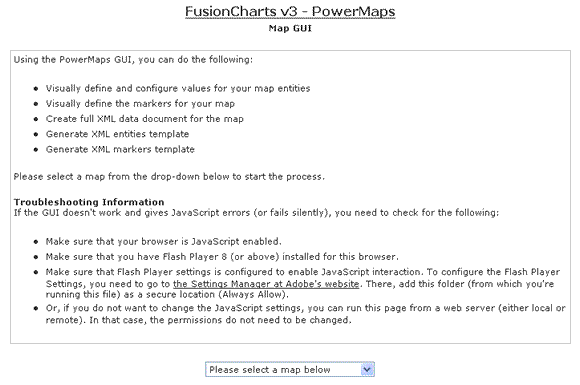 FusionCharts v3 - PowerMaps
Map GUI
Using the PowerMaps GUI, you can do the following:
Visually define and configure values for your map entities
Visually define the markers for your map
Create full XML data document for the map
Generate XML entities template
Generate XML markers template
Please select a map from the drop-down below to start the process.
Troubleshooting Information
If the GUI doesn't work and gives JavaScript errors (or fails silently), you need to check for the following:
Make sure that your browser is JavaScript enabled.
Make sure that you have Flash Player 8 (or above) installed for this browser.
Make sure that Flash Player settings is configured to enable JavaScript interaction. To configure the Flash Player
Settings, you need to go to the Settings Manager at Adobe's website. There, add this folder (from which you're
running this file) as a secure location (Always Allow).
Or, if you do not want to change the JavaScript settings, you can run this page from a web server (either local or
remote). In that case, the permissions do not need to be changed.
Please select a map below